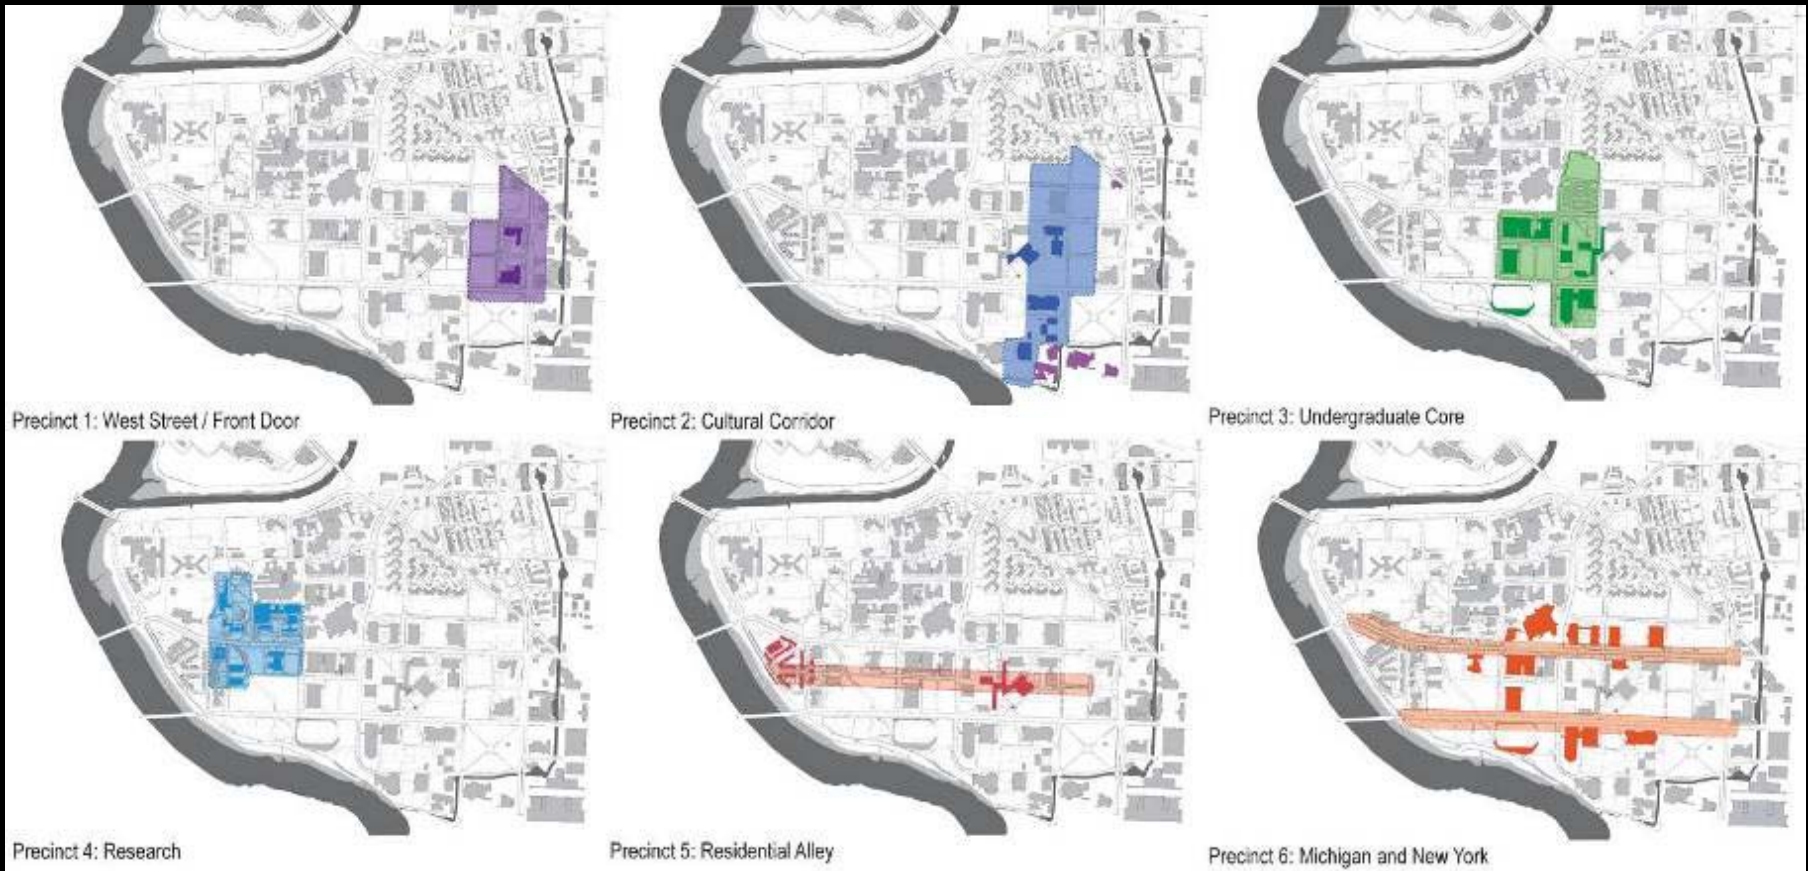 Precinct 1: West Street / Front Door
Precinct 2: Cultural Corridor
Precinct 3: Undergraduate Core
Precinct 4: Research
Precinct 5: Residential Alley
Precinct 6: Michigan and New York